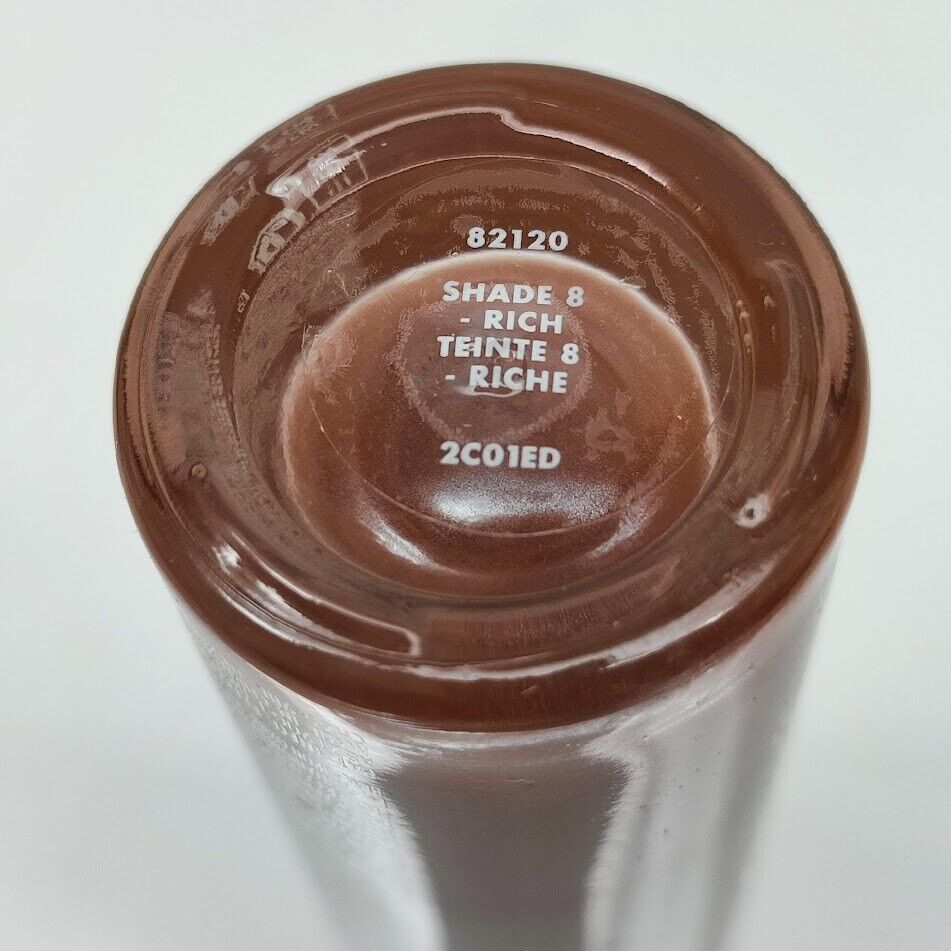 82120
SHADE 8
- RICH
TEINTE 8
- RICHE
2C01ED